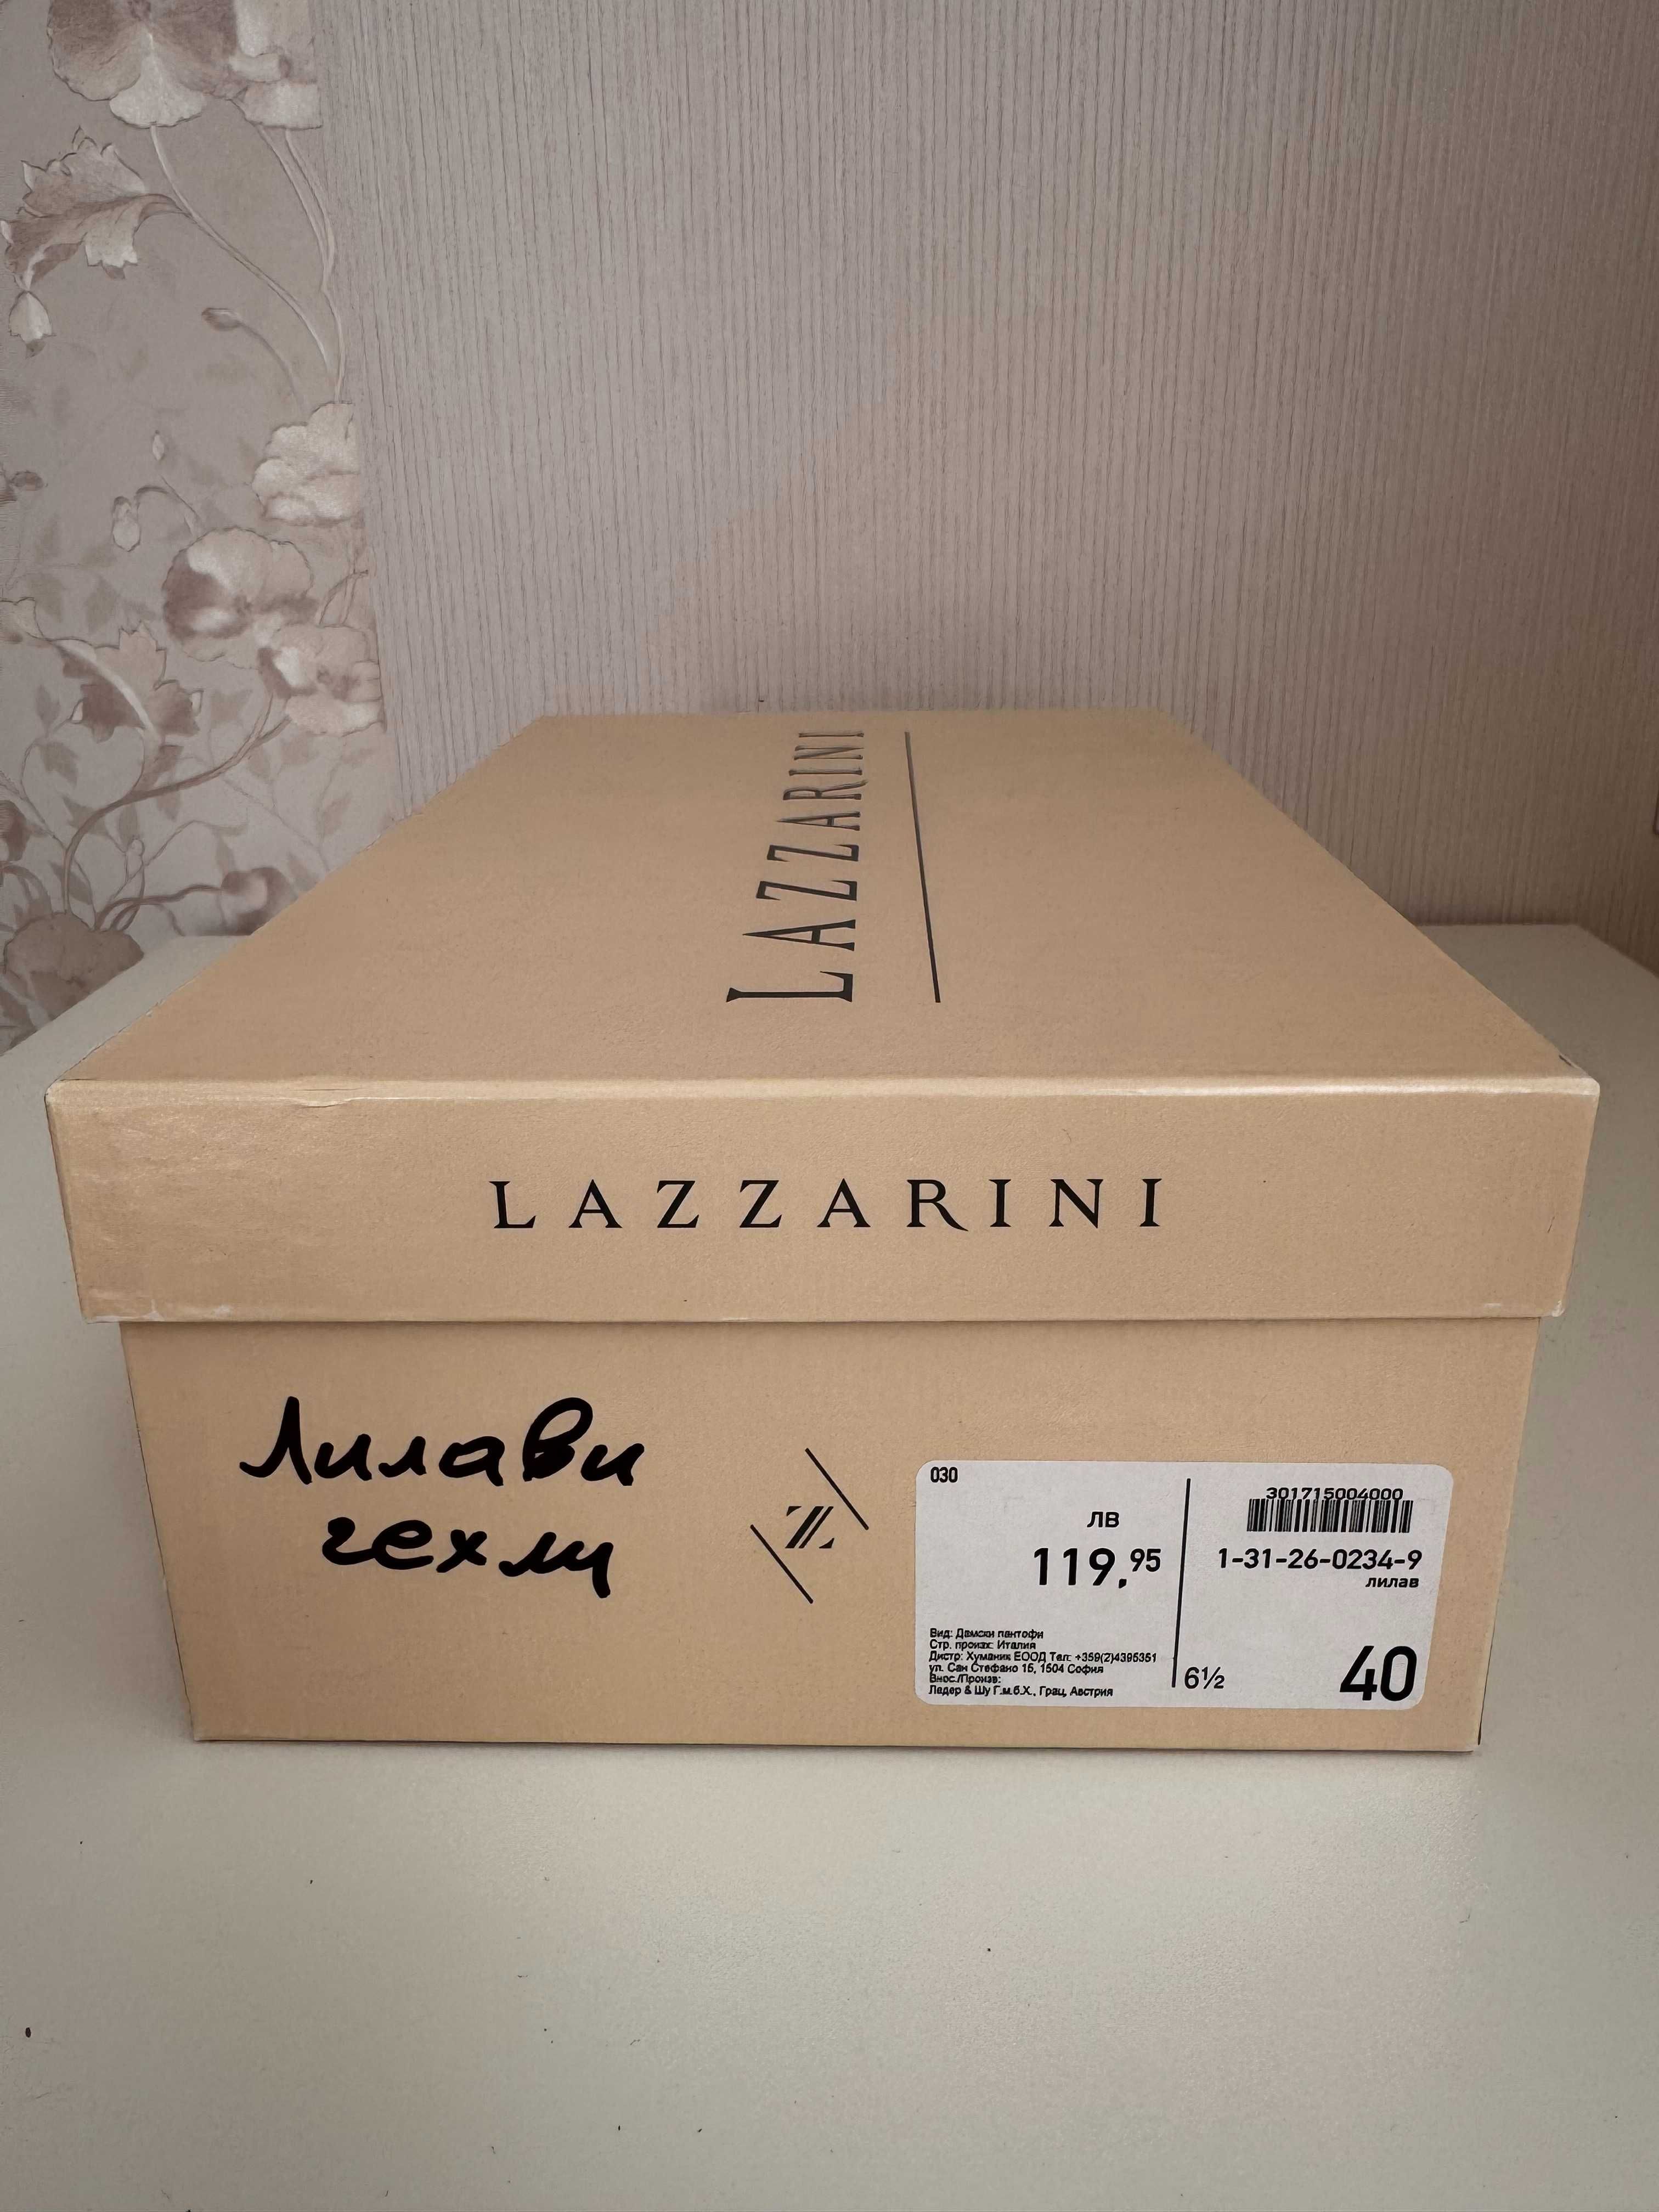 LAZZARINI
LAZZARINI
Лилави
чехли
Z
030
ЛВ
119,95
301715004000
1-31-26-0234-9
лилав
Вид: Дамски пантофи
Стр. произх: Италия
Дистр: Хуманик ЕООД Тел: +359(2)4395351
ул. Сан Стефано 15, 1504 София
Внос./Произв:
Ледер & Шу Г.м.б.Х., Грац, Австрия
6½
40